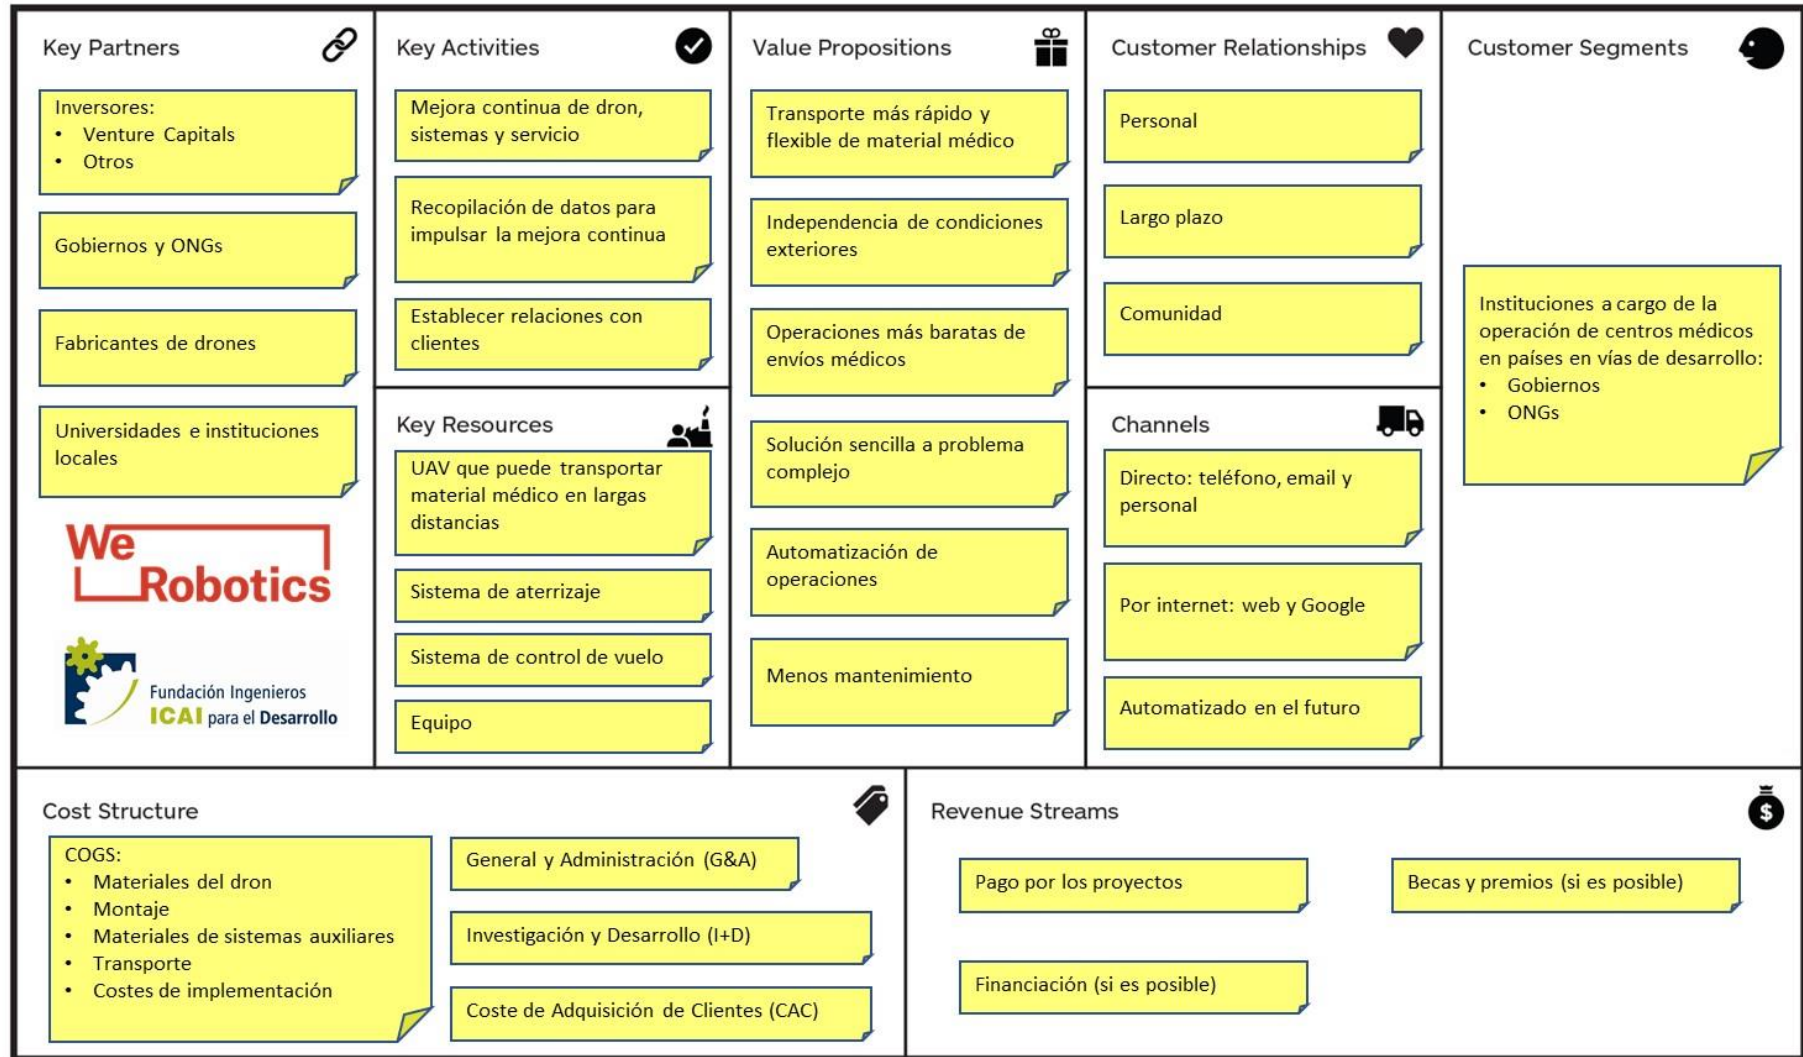 Key Partners
Inversores:
• Venture Capitals
• Otros
Gobiernos y ONGs
Fabricantes de drones
Universidades e instituciones
locales
We
Robotics
Fundación Ingenieros
ICAI para el Desarrollo
Key Activities
Mejora continua de dron,
sistemas y servicio
Recopilación de datos para
impulsar la mejora continua
Establecer relaciones con
clientes
Key Resources
UAV que puede transportar
material médico en largas
distancias
Sistema de aterrizaje
Sistema de control de vuelo
Equipo
Value Propositions
Transporte más rápido y
flexible de material médico
Independencia de condiciones
exteriores
Operaciones más baratas de
envíos médicos
Solución sencilla a problema
complejo
Automatización de
operaciones
Menos mantenimiento
Customer Relationships
Personal
Largo plazo
Comunidad
Channels
Directo: teléfono, email y
personal
Por internet: web y Google
Automatizado en el futuro
Customer Segments
Instituciones a cargo de la
operación de centros médicos
en países en vías de desarrollo:
• Gobiernos
• ONGs
Cost Structure
COGS:
• Materiales del dron
• Montaje
• Materiales de sistemas auxiliares
• Transporte
• Costes de implementación
General y Administración (G&A)
Investigación y Desarrollo (I+D)
Coste de Adquisición de Clientes (CAC)
Revenue Streams
$
Pago por los proyectos
Becas y premios (si es posible)
Financiación (si es posible)